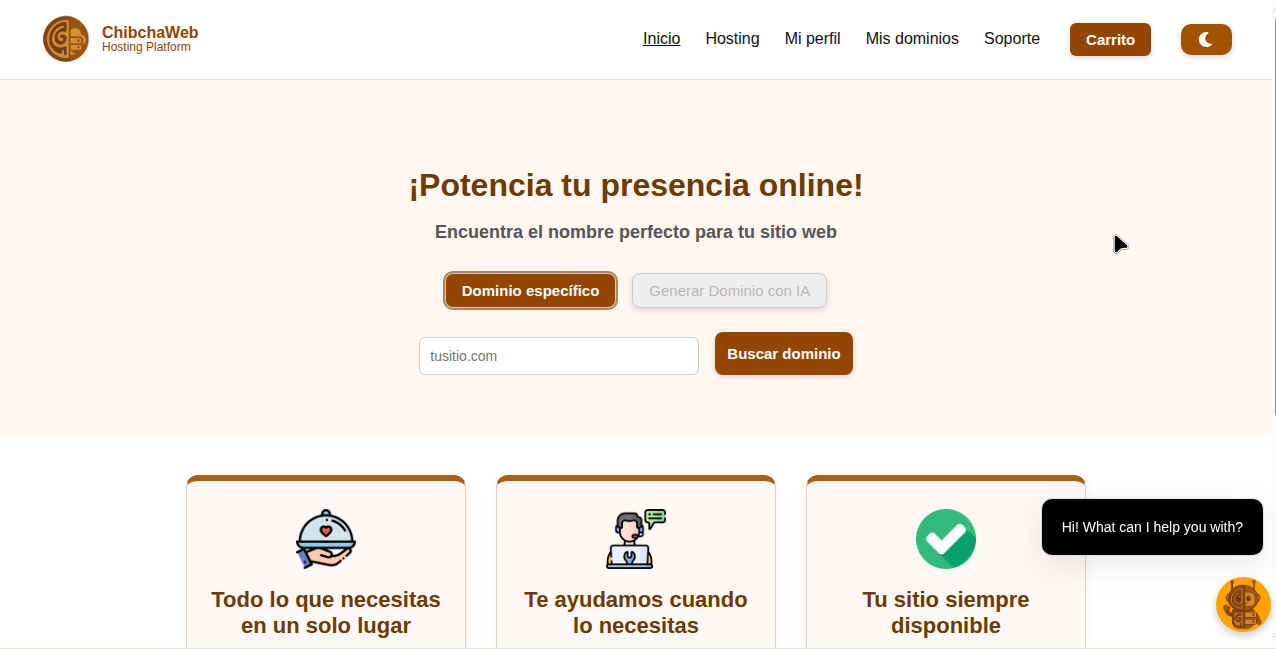 ChibchaWeb
Hosting Platform
Inicio Hosting Mi perfil Mis dominios Soporte Carrito
¡Potencia tu presencia online!
Encuentra el nombre perfecto para tu sitio web
Dominio específico Generar Dominio con IA
tusitio.com Buscar dominio
Todo lo que necesitas
en un solo lugar
Te ayudamos cuando
lo necesitas
Tu sitio siempre
disponible
Hi! What can I help you with?